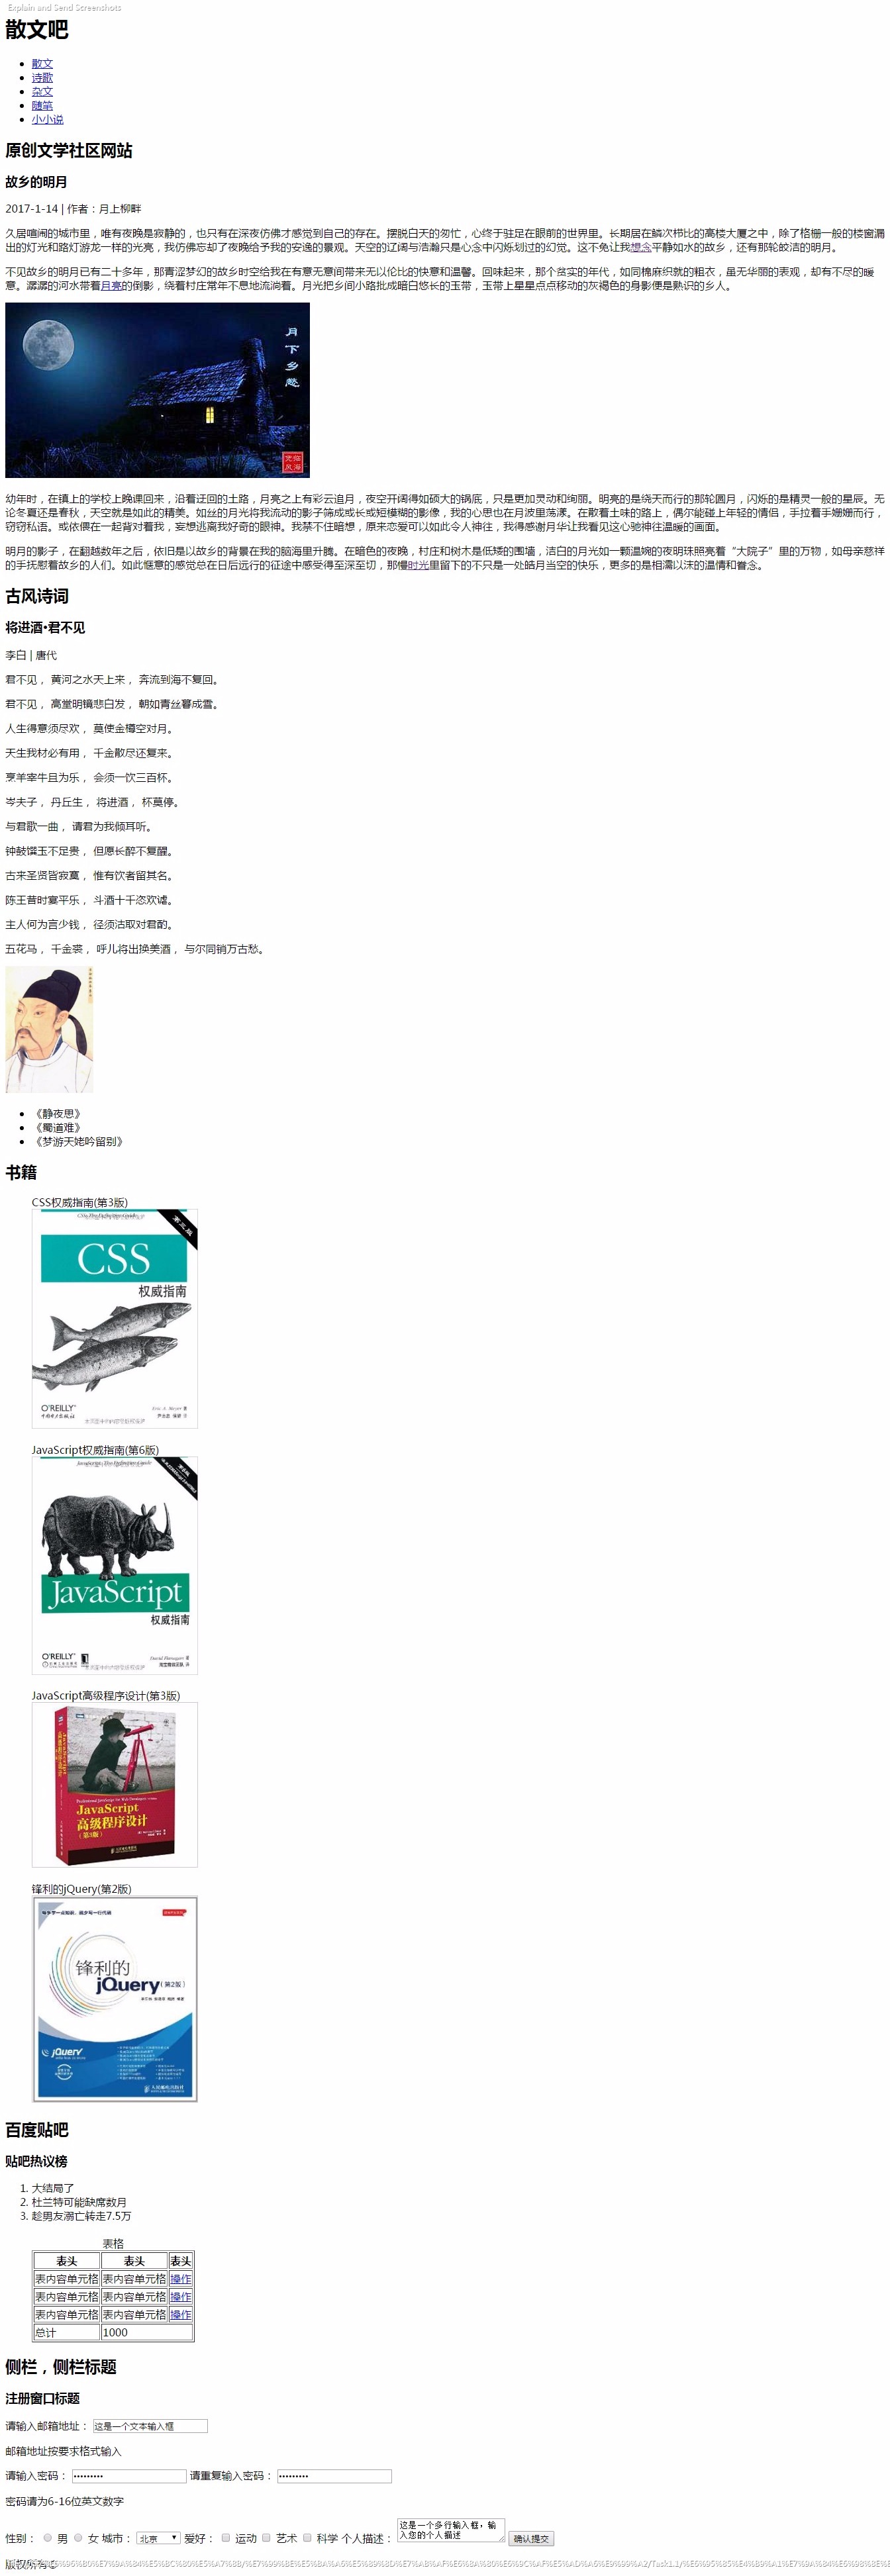 Explain and Send Screenshots
散文吧
散文
诗歌
杂文
随笔
小小说
原创文学社区网站
故乡的明月
2017-1-14 | 作者：月上柳畔
久居喧闹的城市里，唯有夜晚是寂静的，也只有在深夜仿佛才感觉到自己的存在。摆脱白天的匆忙，心终于驻足在眼前的世界里。长期居在鳞次栉比的高楼大厦之中，除了格栅一般的楼窗漏
出的灯光和路灯游龙一样的光亮，我仿佛忘却了夜晚给予我的安逸的景观。天空的辽阔与浩瀚只是心念中闪烁划过的幻觉。这不免让我想念平静如水的故乡，还有那轮皎洁的明月。
不见故乡的明月已有二十多年，那青涩梦幻的故乡时空给我在有意无意间带来无以伦比的快意和温馨。回味起来，那个盐实的年代，如同棉麻织就的粗衣，虽无华丽的表观，却有不尽的暖
意。潺潺的河水带着月亮的倒影，绕着村庄常年不息地流淌着。月光把乡间小路批成暗白悠长的玉带，玉带上星星点点移动的灰褐色的身影便是熟识的乡人。
月下乡愁
幼年时，在镇上的学校上晚课回来，沿着迂回的土路，月亮之上有彩云追月，夜空开阔得如硕大的锅底，只是更加灵动和绚丽。明亮的是绕天而行的那轮圆月，闪烁的是精灵一般的星辰。无
论冬夏还是春秋，天空就是如此的精美。如丝的月光将我流动的影子筛成或长或短模糊的影像，我的心思也在月波里荡漾。在散着土味的路上，偶尔能碰上年轻的情侣，手拉着手姗姗而行，
窃窃私语。或依偎在一起背对着我，妄想逃离我好奇的眼神。我禁不住暗想，原来恋爱可以如此令人神往，我得感谢月华让我看见这心驰神往温暖的画面。
明月的影子，在翻越数年之后，依旧是以故乡的背景在我的脑海里升腾。在暗色的夜晚，村庄和树木是低矮的围墙，洁白的月光如一颗温婉的夜明珠照亮着“大院子”里的万物，如母亲慈祥
的手抚慰着故乡的人们。如此惬意的感觉总在日后远行的征途中感受得至深至切，那慢时光里留下的不只是一处皓月当空的快乐，更多的是相濡以沫的温情和眷念。
古风诗词
将进酒•君不见
李白 | 唐代
君不见， 黄河之水天上来， 奔流到海不复回。
君不见， 高堂明镜悲白发， 朝如青丝暮成雪。
人生得意须尽欢， 莫使金樽空对月。
天生我材必有用， 千金散尽还复来。
烹羊宰牛且为乐， 会须一饮三百杯。
岑夫子， 丹丘生， 将进酒， 杯莫停。
与君歌一曲， 请君为我倾耳听。
钟鼓馔玉不足贵， 但愿长醉不复醒。
古来圣贤皆寂寞， 惟有饮者留其名。
陈王昔时宴平乐， 斗酒十千恣欢谑。
主人何为言少钱， 径须沽取对君酌。
五花马， 千金裘， 呼儿将出换美酒， 与尔同销万古愁。
《静夜思》
《蜀道难》
《梦游天姥吟留别》
书籍
CSS权威指南(第3版)
第三版
CSS
权威指南
O'REILLY
JavaScript权威指南(第6版)
JavaScript
权威指南
O'REILLY
JavaScript高级程序设计(第3版)
JavaScript
高级程序设计
（第3版）
锋利的jQuery(第2版)
锋利的
jQuery（第2版）
jQuery
百度贴吧
贴吧热议榜
1. 大结局了
2. 杜兰特可能缺席数月
3. 趁男友溺亡转走7.5万
表格
表头 表头 表头
表内容单元格 表内容单元格 操作
表内容单元格 表内容单元格 操作
表内容单元格 表内容单元格 操作
总计 1000
侧栏，侧栏标题
注册窗口标题
请输入邮箱地址： 这是一个文本输入框
邮箱地址按要求格式输入
请输入密码： ••••••••• 请重复输入密码： •••••••••
密码请为6-16位英文数字
性别： 男 女 城市： 北京 爱好： 运动 艺术 科学 个人描述： 这是一个多行输入框，输
入您的个人描述 确认提交
版权所有©